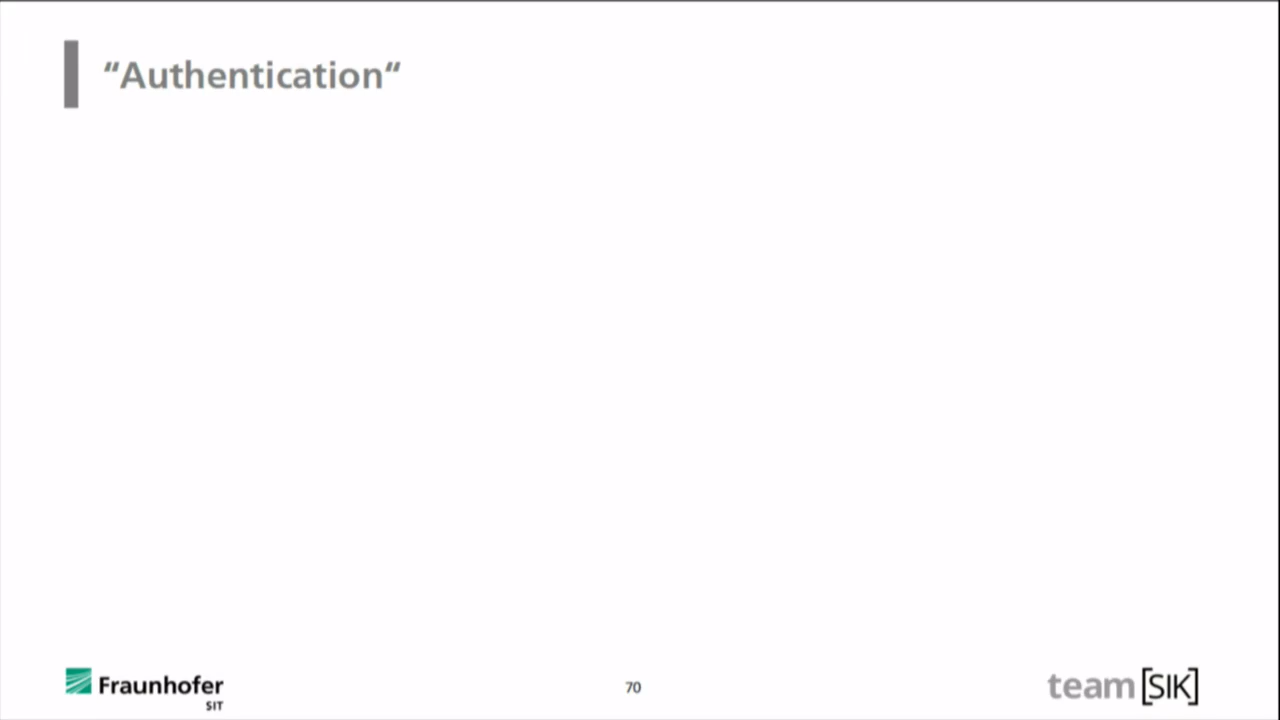 “Authentication“
Fraunhofer
SIT
70
team [SIK]